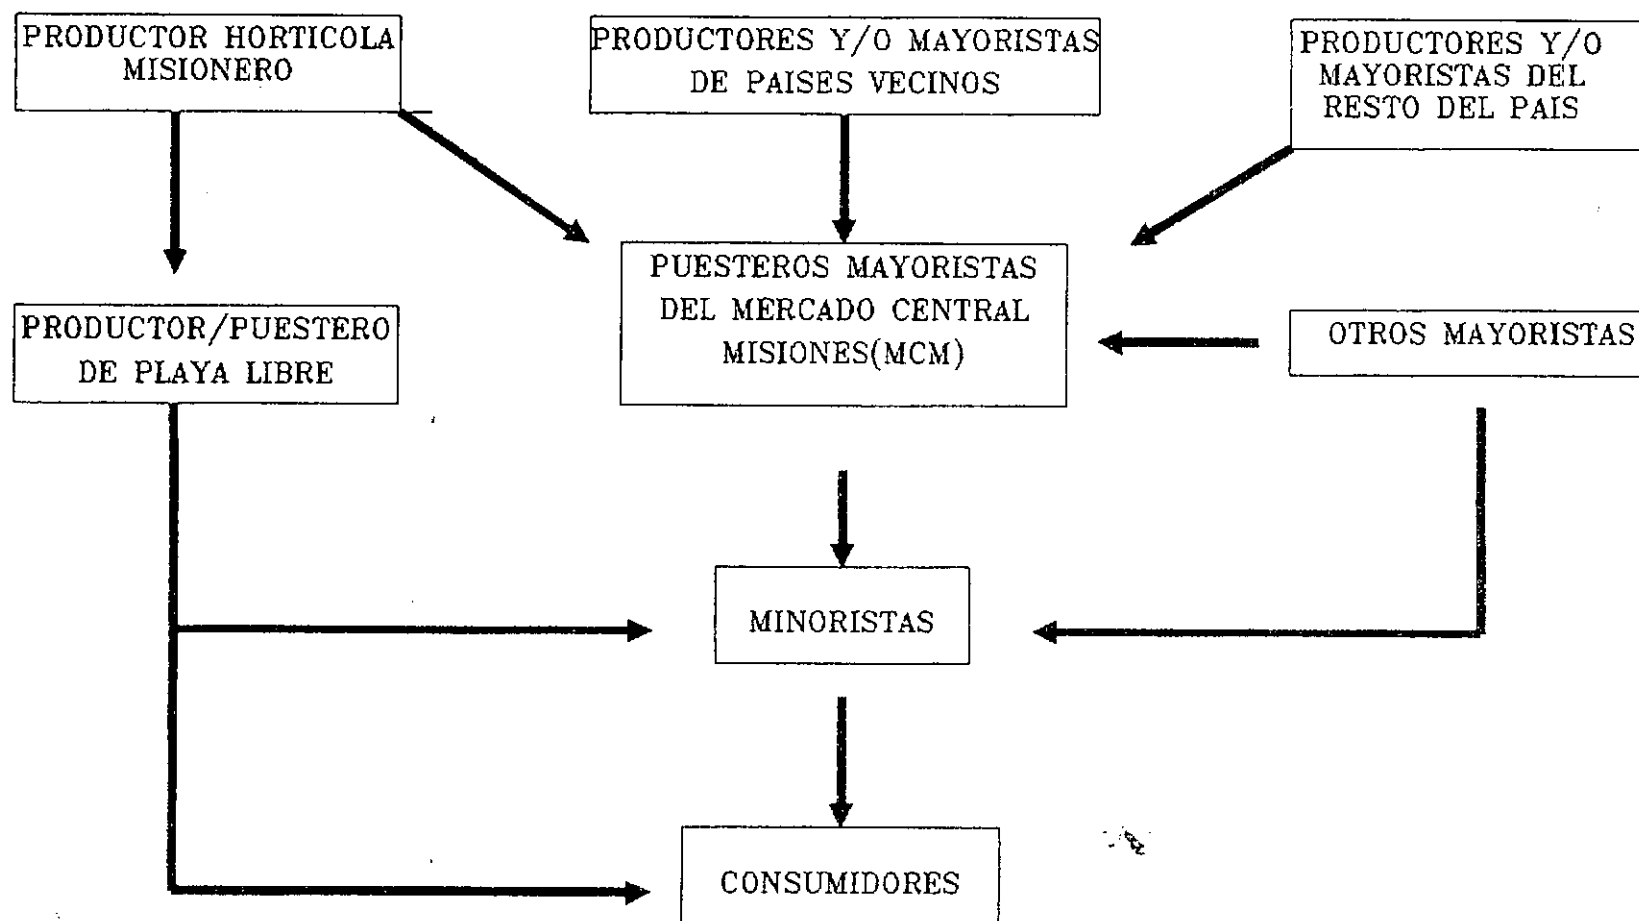 PRODUCTOR HORTICOLA
MISIONERO
PRODUCTORES Y/O MAYORISTAS
DE PAISES VECINOS
PRODUCTORES Y/O
MAYORISTAS DEL
RESTO DEL PAIS
PRODUCTOR/PUESTERO
DE PLAYA LIBRE
PUESTEROS MAYORISTAS
DEL MERCADO CENTRAL
MISIONES(MCM)
OTROS MAYORISTAS
MINORISTAS
CONSUMIDORES